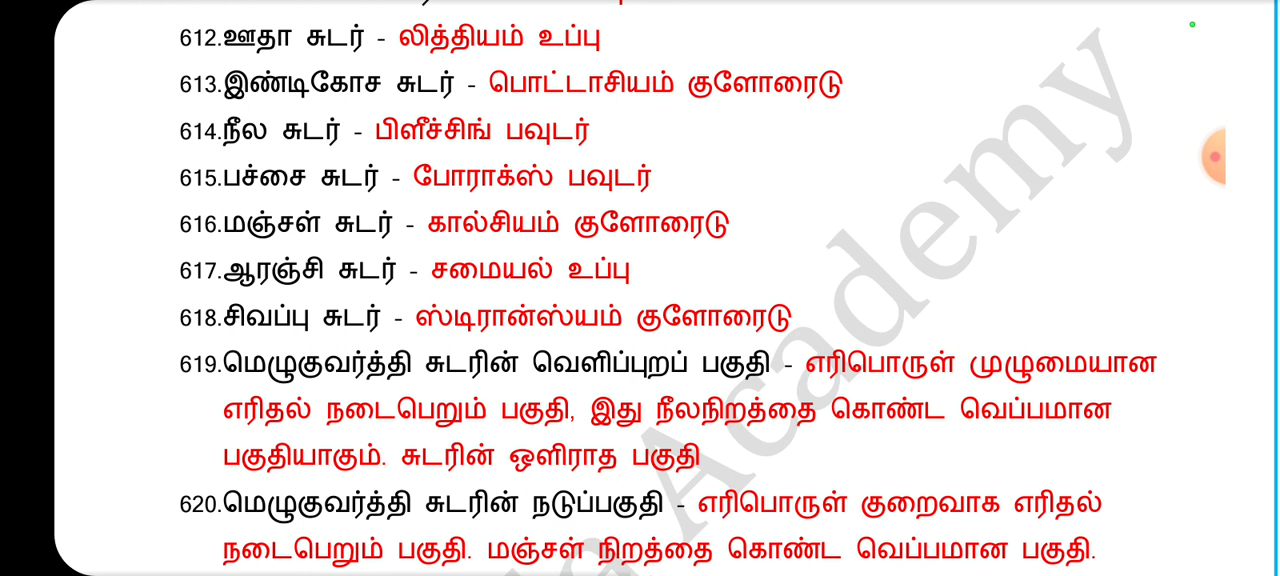 612.ஊதா சுடர் - லித்தியம் உப்பு
613.இண்டிகோச சுடர் - பொட்டாசியம் குளோரைடு
614.நீல சுடர் - பிளீச்சிங் பவுடர்
615.பச்சை சுடர் - போராக்ஸ் பவுடர்
616.மஞ்சள் சுடர் - கால்சியம் குளோரைடு
617.ஆரஞ்சி சுடர் - சமையல் உப்பு
618.சிவப்பு சுடர் - ஸ்டிரான்ஸ்யம் குளோரைடு
619.மெழுகுவர்த்தி சுடரின் வெளிப்புறப் பகுதி - எரிபொருள் முழுமையான
எரிதல் நடைபெறும் பகுதி, இது நீலநிறத்தை கொண்ட வெப்பமான
பகுதியாகும். சுடரின் ஒளிராத பகுதி
620.மெழுகுவர்த்தி சுடரின் நடுப்பகுதி - எரிபொருள் குறைவாக எரிதல்
நடைபெறும் பகுதி. மஞ்சள் நிறத்தை கொண்ட வெப்பமான பகுதி.
Academy